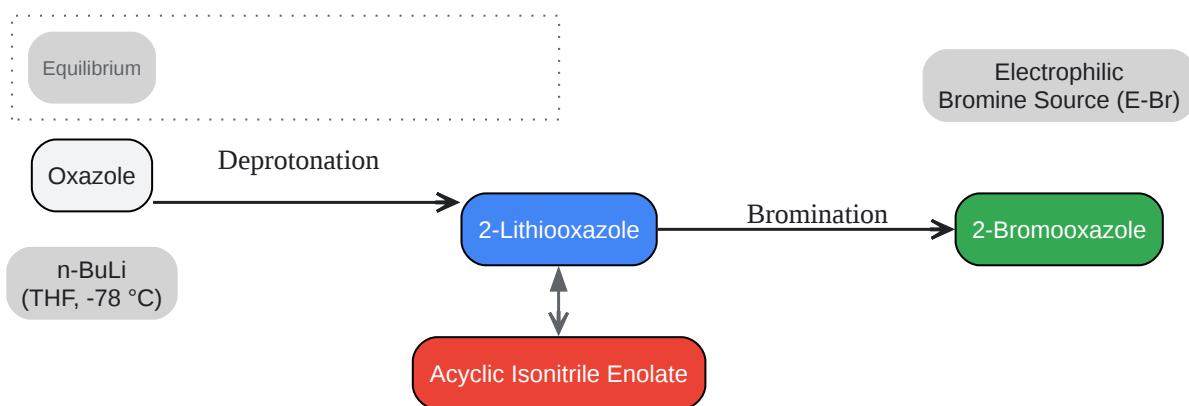 Equilibrium
Electrophilic
Bromine Source (E-Br)
Oxazole
Deprotonation
2-Lithiooxazole
Bromination
2-Bromooxazole
n-BuLi
(THF, -78 °C)
Acyclic Isonitrile Enolate